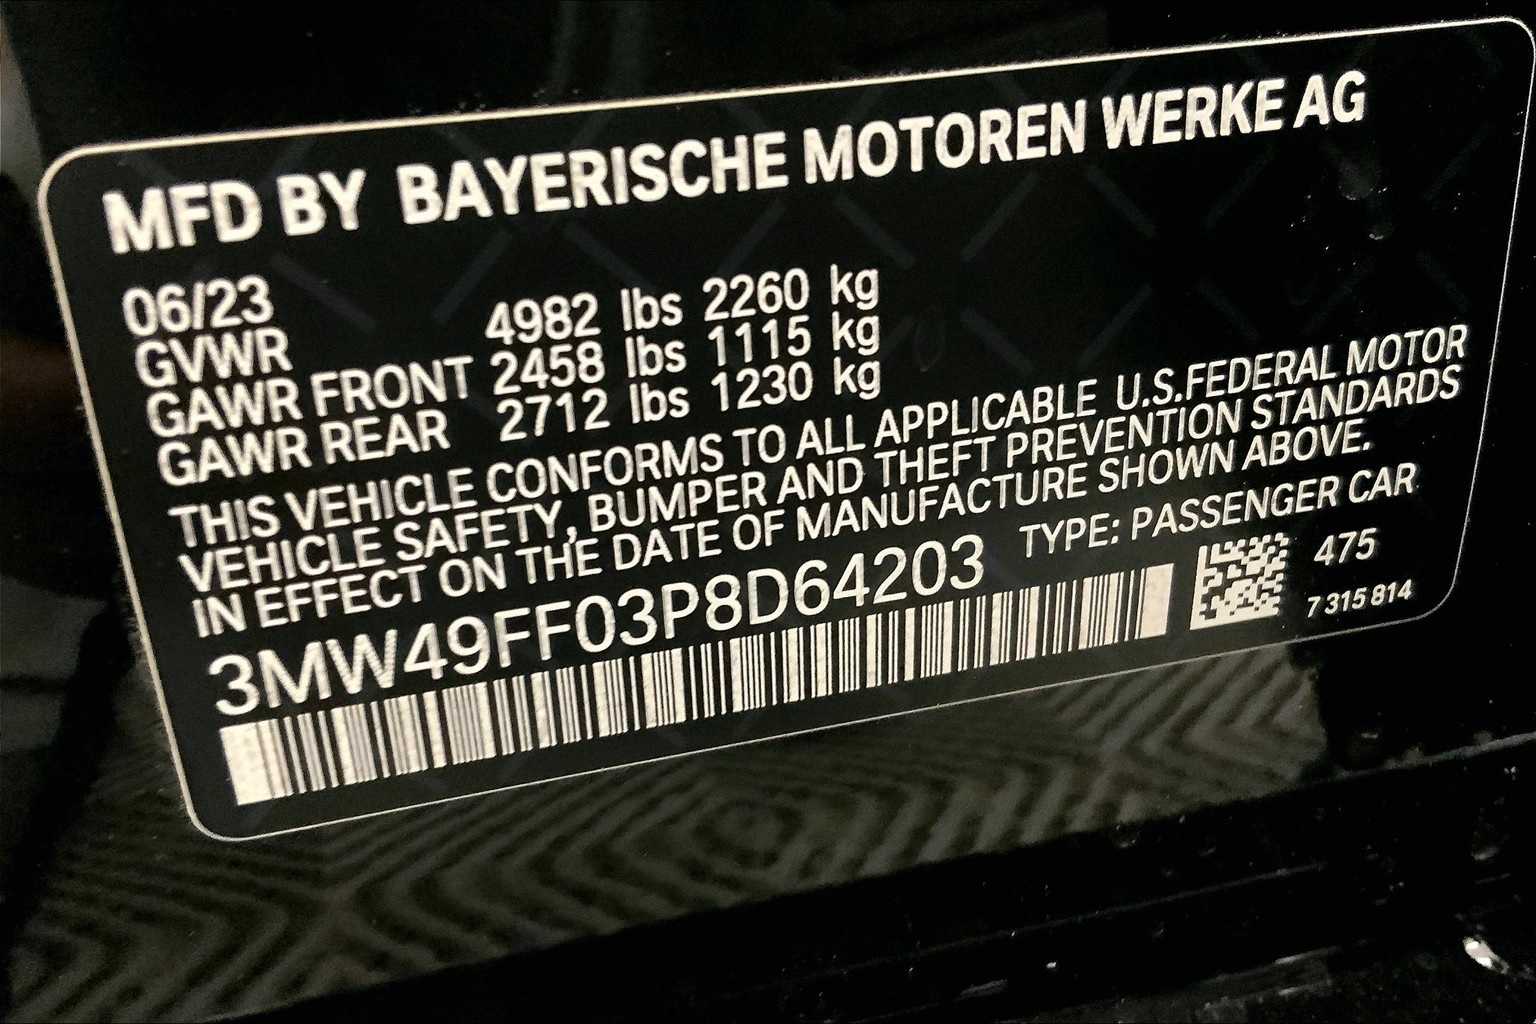 MFD BY BAYERISCHE MOTOREN WERKE AG
06/23
GVWR 4982 lbs 2260 kg
GAWR FRONT 2458 lbs 1115 kg
GAWR REAR 2712 lbs 1230 kg
THIS VEHICLE CONFORMS TO ALL APPLICABLE U.S.FEDERAL MOTOR
VEHICLE SAFETY, BUMPER AND THEFT PREVENTION STANDARDS
IN EFFECT ON THE DATE OF MANUFACTURE SHOWN ABOVE.
3MW49FF03P8D64203 TYPE: PASSENGER CAR
475
7 315 814